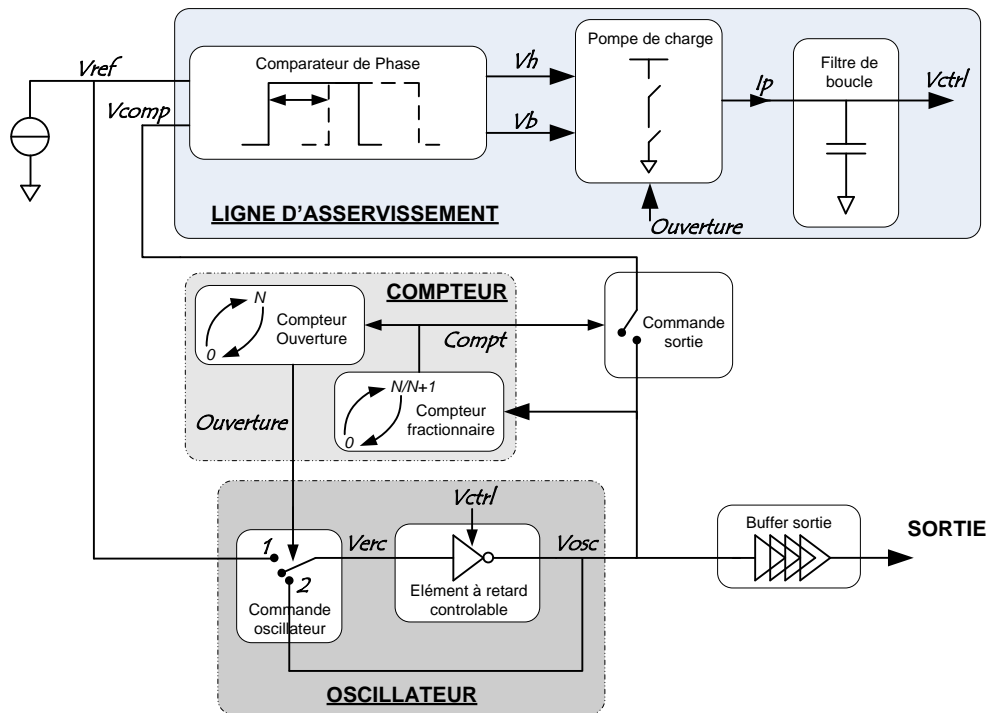 Vref
Vcomp
Comparateur de Phase
Vh
Vb
Pompe de charge
Ouverture
Ip
Filtre de
boucle
Vctrl
LIGNE D'ASSERVISSEMENT
COMPTEUR
N
0
Compteur
Ouverture
Compt
Commande
sortie
N/N+1
0
Compteur
fractionnaire
Ouverture
Vctrl
1
2
Commande
oscillateur
Verc
Elément à retard
controlable
Vosc
Buffer sortie
SORTIE
OSCILLATEUR